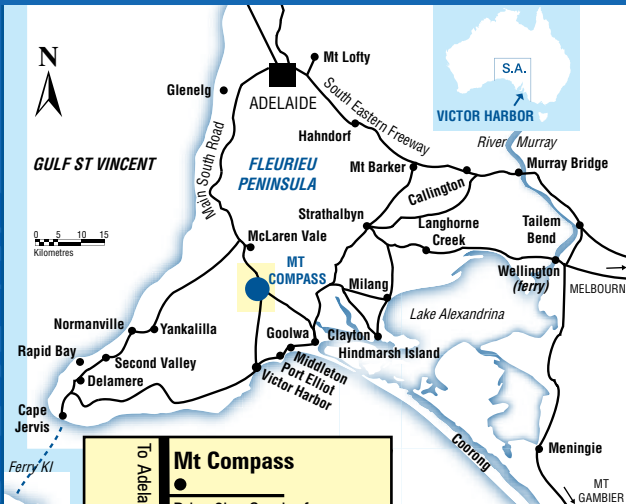 N
Mt Lofty
S.A.
Glenelg
ADELAIDE
South Eastern Freeway
VICTOR HARBOR
Hahndorf
River Murray
GULF ST VINCENT
Main South Road
FLEURIEU
PENINSULA
Mt Barker
Murray Bridge
Callington
Strathalbyn
Langhorne
Creek
Tailem
Bend
0 5 10 15
Kilometres
McLaren Vale
MT
COMPASS
Wellington
(ferry)
MELBOURN
Milang
Lake Alexandrina
Normanville
Yankalilla
Goolwa
Clayton
Hindmarsh Island
Rapid Bay
Second Valley
Middleton
Port Elliot
Victor Harbor
Delamere
Cape
Jervis
Coorong
Meningie
Ferry KI
To Adela
Mt Compass
MT
GAMBIER